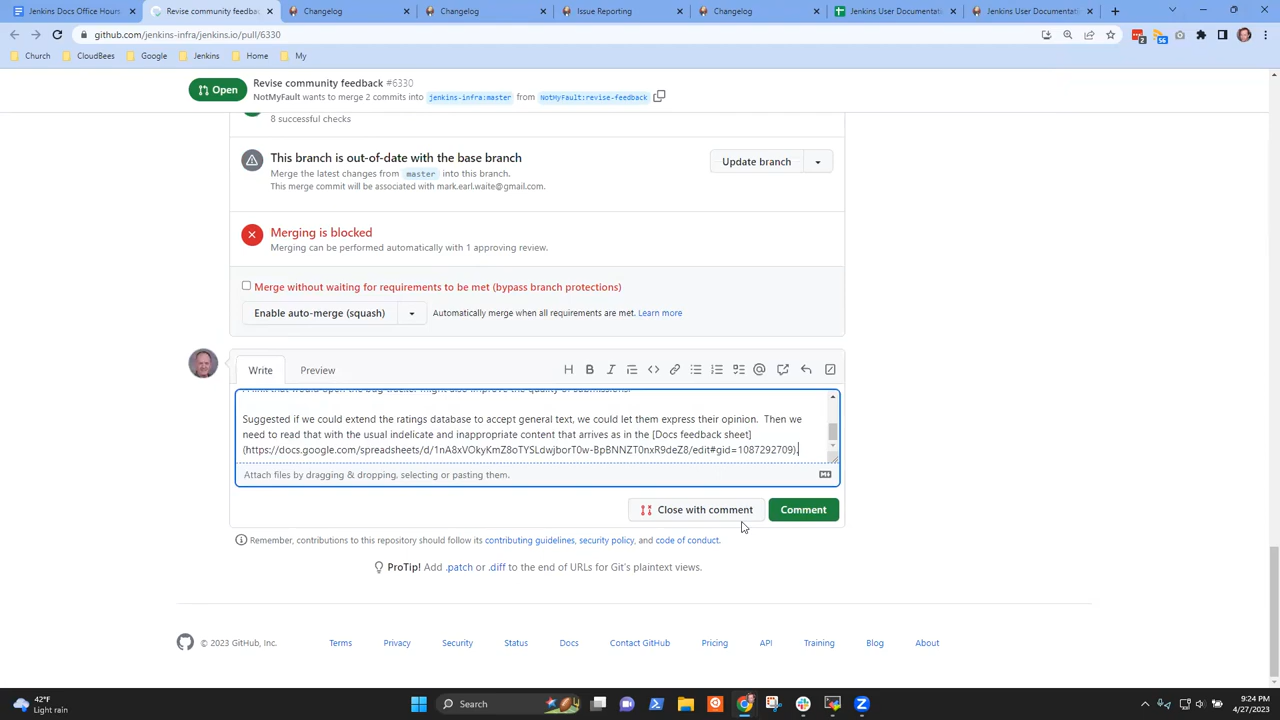 Jenkins Docs Office Hours
Revise community feedback
Changelog
Changelog
Changelog
Issue Reporting
Changelog
Jenkins User Documentat
Jenkins User Documentati
github.com/jenkins-infra/jenkins.io/pull/6330
Church
CloudBees
Google
Jenkins
Home
My
Open
Revise community feedback #6330
NotMyFault wants to merge 2 commits into jenkins-infra:master from NotMyFault:revise-feedback
8 successful checks
This branch is out-of-date with the base branch
Merge the latest changes from master into this branch.
This merge commit will be associated with mark.earl.waite@gmail.com.
Update branch
Merging is blocked
Merging can be performed automatically with 1 approving review.
Merge without waiting for requirements to be met (bypass branch protections)
Enable auto-merge (squash)
Automatically merge when all requirements are met. Learn more
Write
Preview
Suggested if we could extend the ratings database to accept general text, we could let them express their opinion. Then we
need to read that with the usual indelicate and inappropriate content that arrives as in the [Docs feedback sheet]
(https://docs.google.com/spreadsheets/d/1nA8xVOkyKmZ8oTYSLdwjborT0w-BpBNNZT0nxR9deZ8/edit#gid=1087292709).
Attach files by dragging & dropping, selecting or pasting them.
Close with comment
Comment
Remember, contributions to this repository should follow its contributing guidelines, security policy, and code of conduct.
ProTip! Add .patch or .diff to the end of URLs for Git's plaintext views.
© 2023 GitHub, Inc.
Terms
Privacy
Security
Status
Docs
Contact GitHub
Pricing
API
Training
Blog
About
42°F
Light rain
Search
9:24 PM
4/27/2023